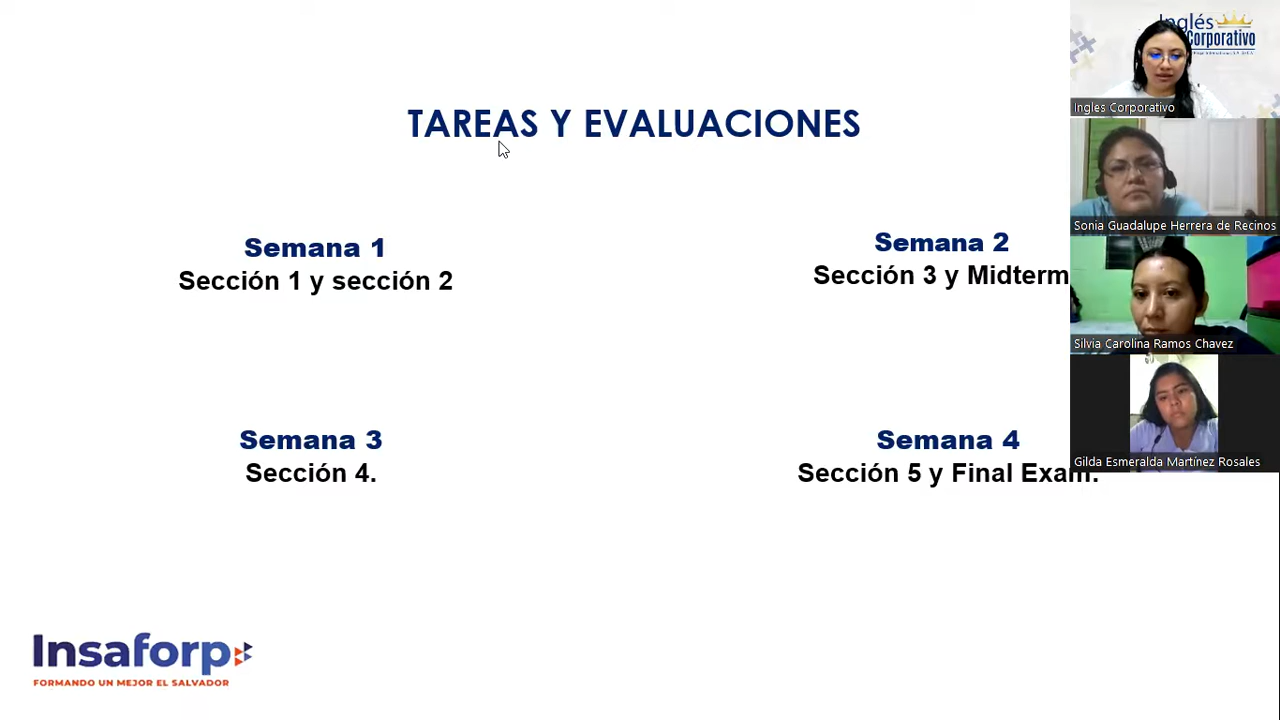 TAREAS Y EVALUACIONES
Semana 1
Sección 1 y sección 2
Semana 2
Sección 3 y Midterm
Semana 3
Sección 4.
Semana 4
Sección 5 y Final Exam.
Insaforp
FORMANDO UN MEJOR EL SALVADOR
Inglés
Corporativo
Ingles Corporativo
Sonia Guadalupe Herrera de Recinos
Silvia Carolina Ramos Chavez
Gilda Esmeralda Martínez Rosales